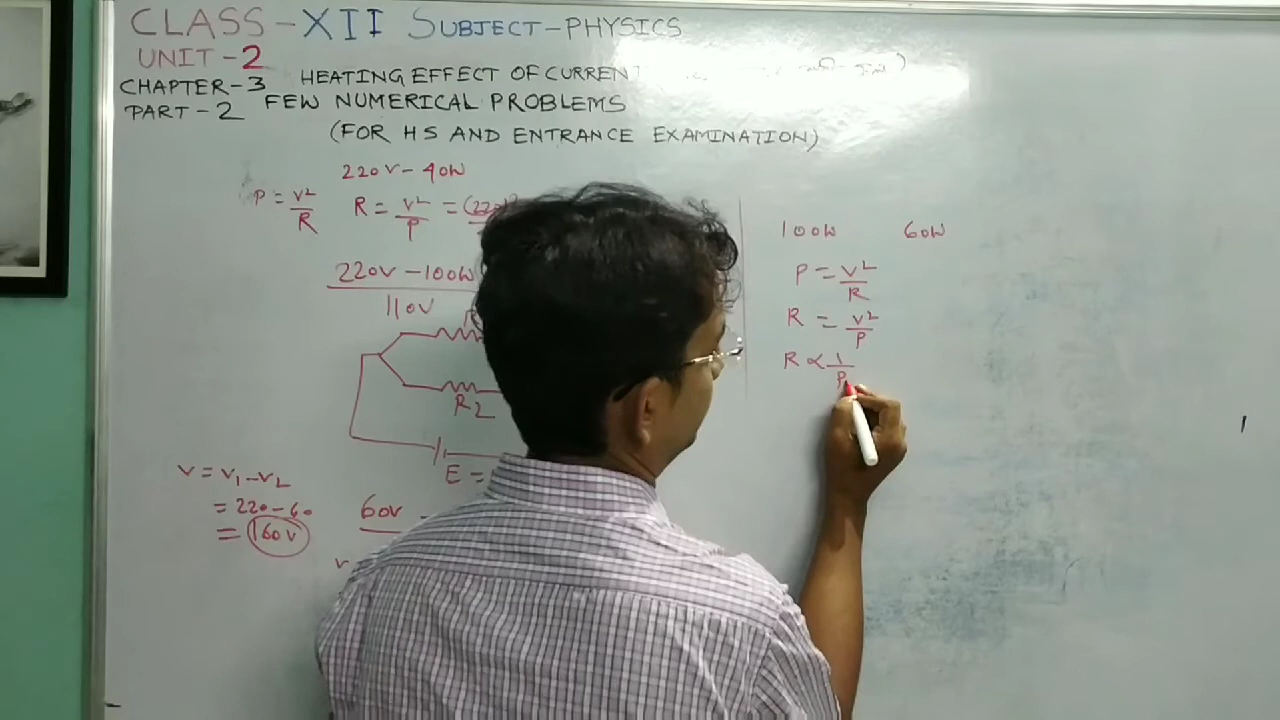 CLASS-XII SUBJECT-PHYSICS
UNIT-2
CHAPTER-3 HEATING EFFECT OF CURREN
PART-2 FEW NUMERICAL PROBLEMS
(FOR HS AND ENTRANCE EXAMINATION)
220V-40W
P = V²/R R = V²/P =
220V-100W
110V
R2
E =
V = V1-V2
= 220-60
= 160V
60V
100W 60W
P = V²/R
R = V²/P
R ∝ 1/P